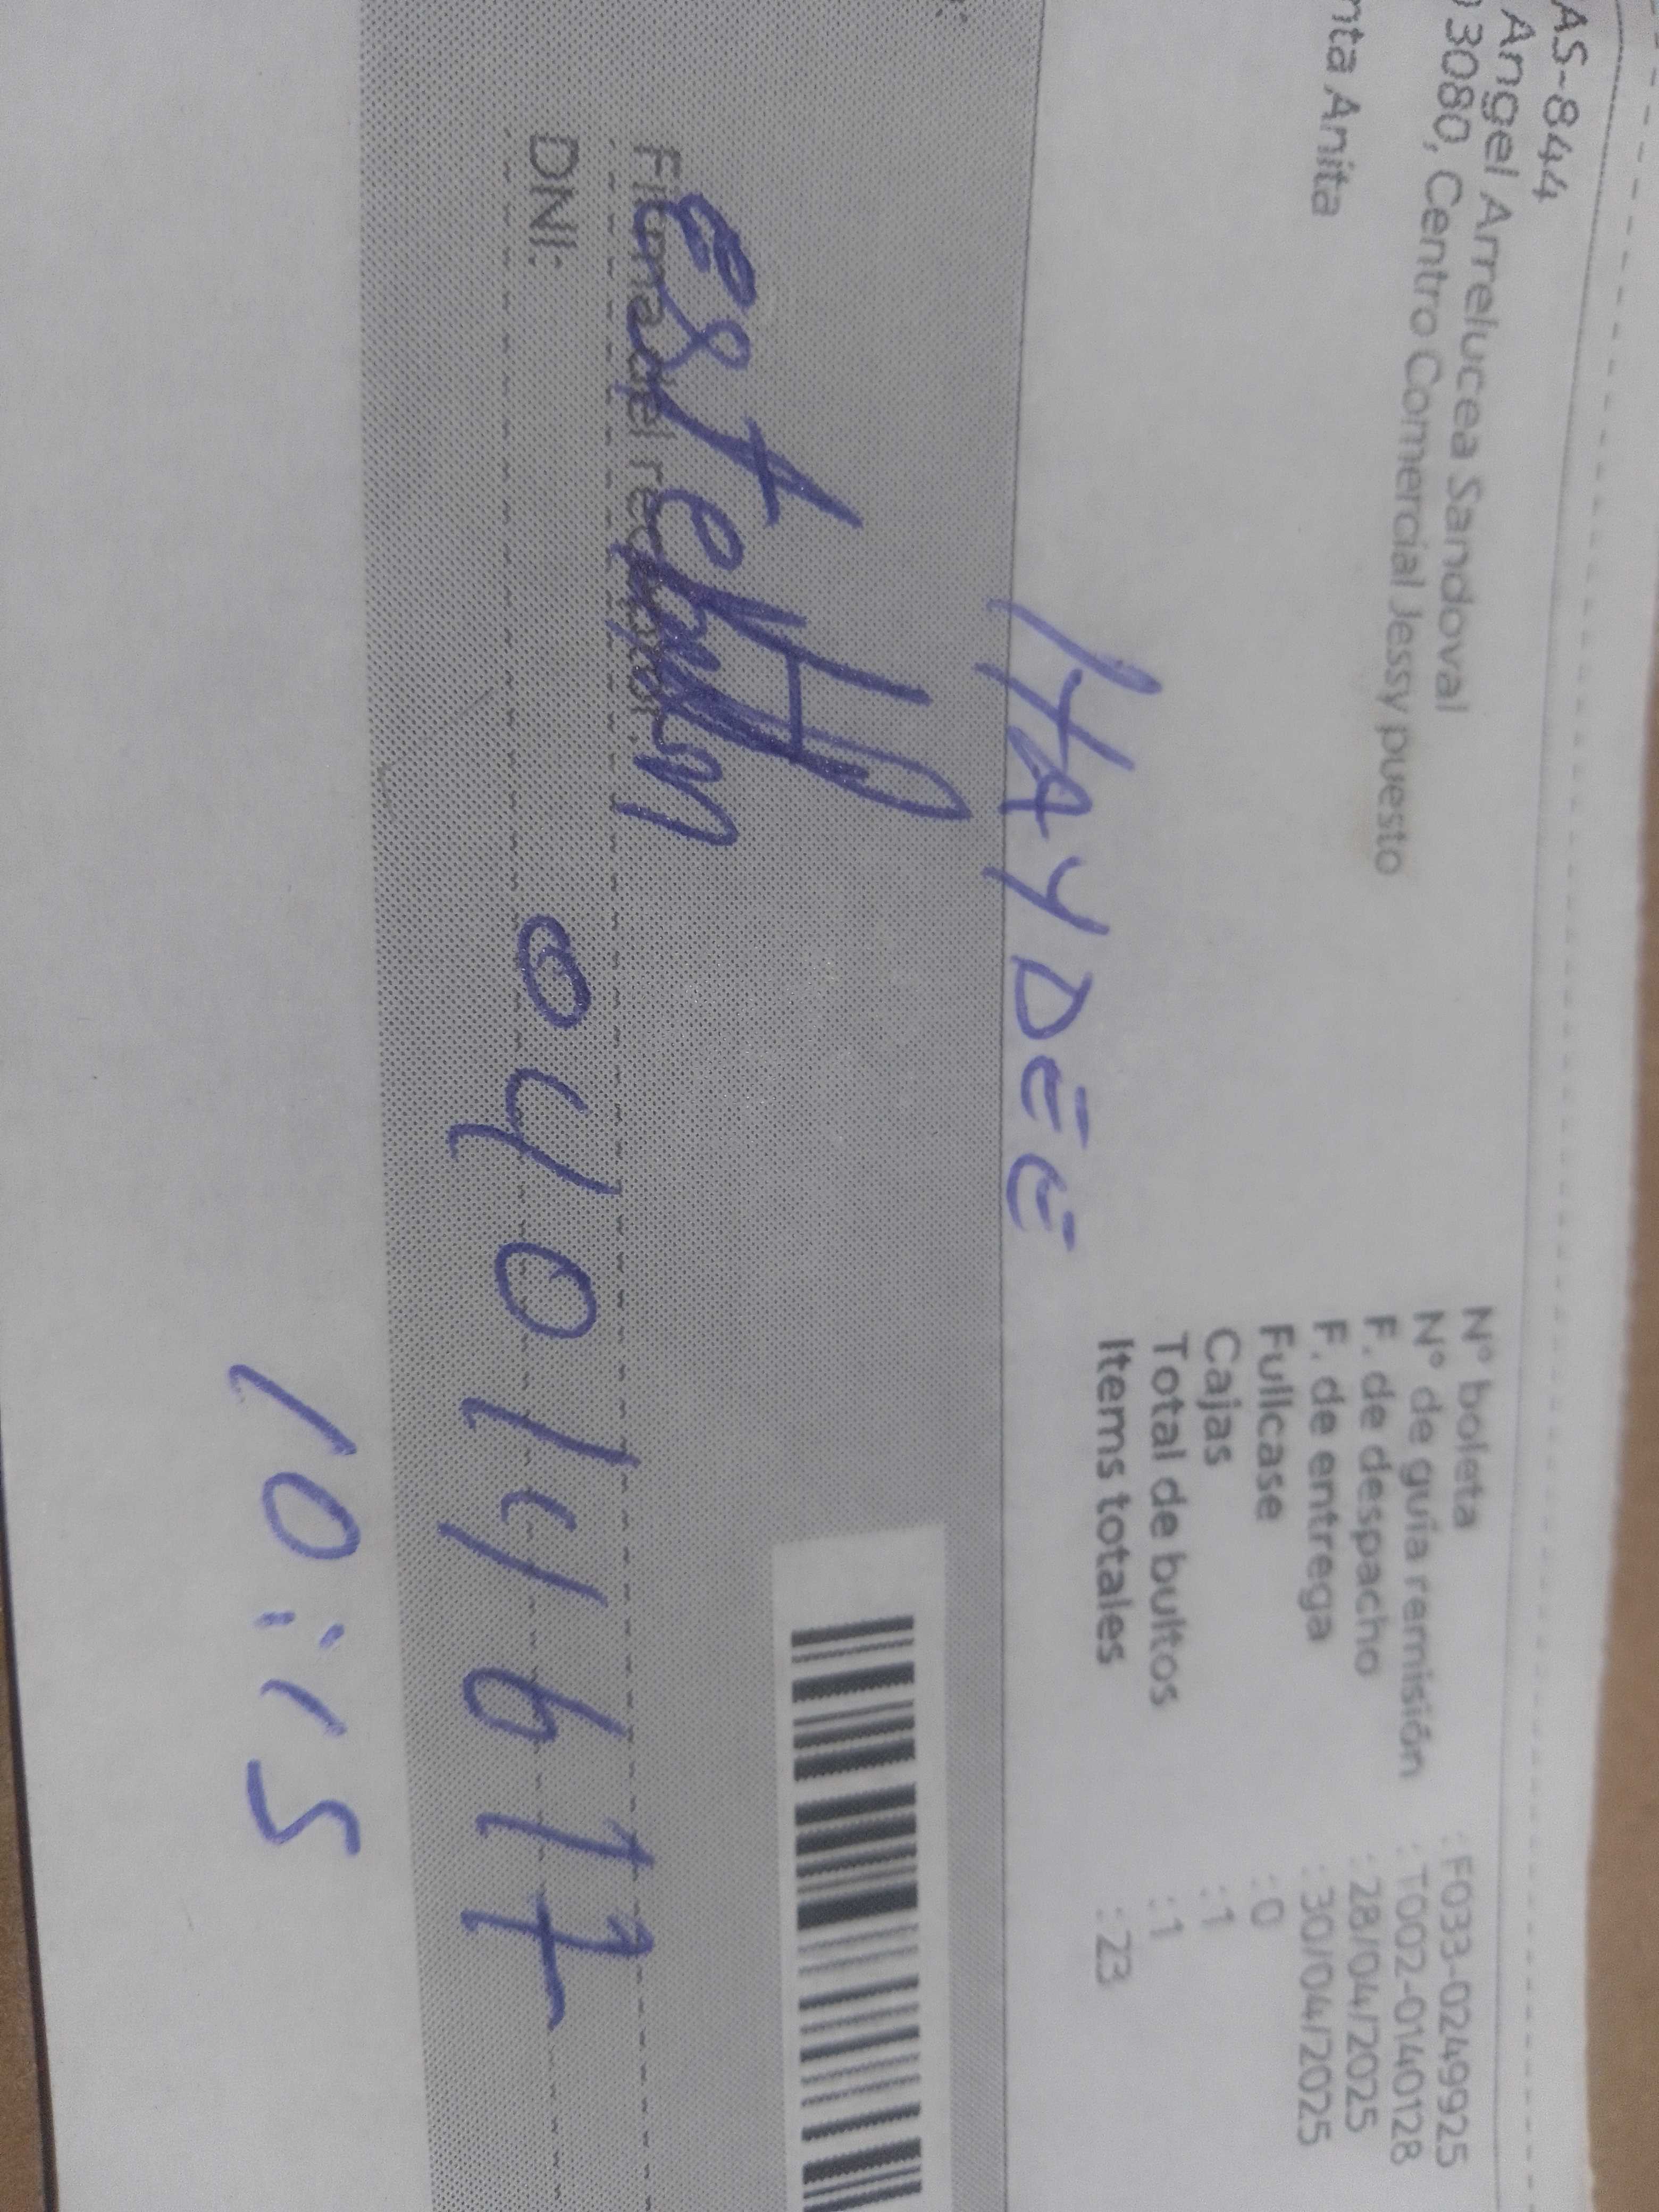 AS-844
Angel Arrelucea Sandoval
3080, Centro Comercial Jessy puesto
nta Anita
N° boleta :F033-0249925
N° de guía remisión :T002-0140128
F. de despacho :28/04/2025
F. de entrega :30/04/2025
Fullcase :0
Cajas :1
Total de bultos :1
Items totales :23
HAYDEE
esteban
Firma del receptor:
DNI: 04014617
10:15